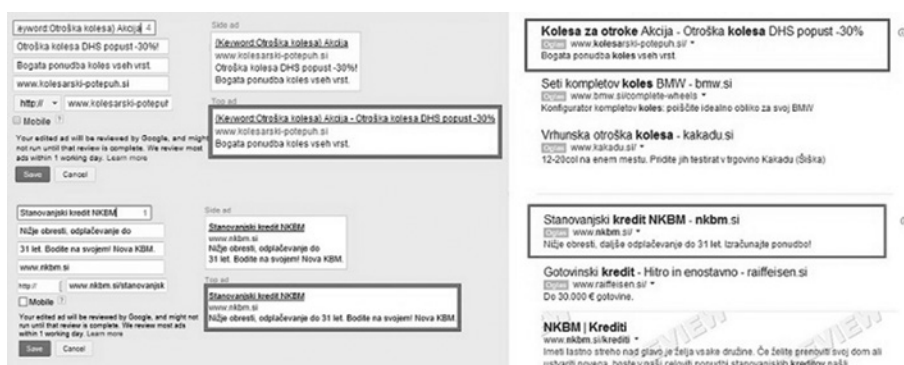 eyword:Otroška kolesa} Akcija 4
Otroška kolesa DHS popust -30%!
Bogata ponudba koles vseh vrst.
www.kolesarski-potepuh.si
http:// www.kolesarski-potepuh
Mobile ?
Your edited ad will be reviewed by Google, and might
not run until that review is complete. We review most
ads within 1 working day. Learn more
Save Cancel
Side ad
{Keyword:Otroška kolesa} Akcija
www.kolesarski-potepuh.si
Otroška kolesa DHS popust -30%!
Bogata ponudba koles vseh vrst.
Top ad
{Keyword:Otroška kolesa} Akcija - Otroška kolesa DHS popust -30%
www.kolesarski-potepuh.si
Bogata ponudba koles vseh vrst.
Stanovanjski kredit NKBM 1
Nižje obresti, odplačevanje do
31 let. Bodite na svojem! Nova KBM.
www.nkbm.si
http:// www.nkbm.si/stanovanjsk
Mobile ?
Your edited ad will be reviewed by Google, and might not
run until that review is complete. We review most ads
within 1 working day. Learn more
Save Cancel
Side ad
Stanovanjski kredit NKBM
www.nkbm.si
Nižje obresti, odplačevanje do
31 let. Bodite na svojem! Nova KBM.
Top ad
Stanovanjski kredit NKBM
www.nkbm.si
Nižje obresti, odplačevanje do 31 let. Bodite na svojem! Nova KBM.
Kolesa za otroke Akcija - Otroška kolesa DHS popust -30%
Oglas www.kolesarski-potepuh.si/
Bogata ponudba koles vseh vrst.
Seti kompletov koles BMW - bmw.si
Oglas www.bmw.si/complete-wheels
Konfigurator kompletov koles: poiščite idealno obliko za svoj BMW
Vrhunska otroška kolesa - kakadu.si
Oglas www.kakadu.si/
12-20col na enem mestu. Pridite jih testirat v trgovino Kakadu (Šiška)
Stanovanjski kredit NKBM - nkbm.si
Oglas www.nkbm.si/
Nižje obresti, daljše odplačevanje do 31 let. Izračunajte ponudbo!
Gotovinski kredit - Hitro in enostavno - raiffeisen.si
Oglas www.raiffeisen.si/
Do 30.000 € gotovine.
NKBM | Krediti
www.nkbm.si/krediti
Imeti lastno streho nad glavo je želja vsake družine. Če želite prenoviti svoj dom ali